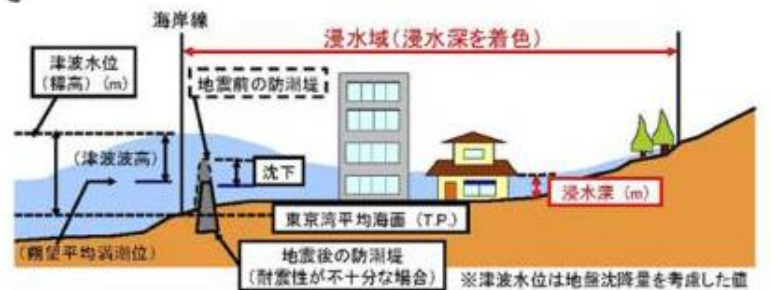 海岸線
浸水域(浸水深を着色)
津波水位
(標高)(m)
地震前の防潮堤
(津波波高)
沈下
浸水深(m)
東京湾平均海面(T.P.)
(朔望平均満潮位)
地震後の防潮堤
(耐震性が不十分な場合)
※津波水位は地盤沈降量を考慮した値